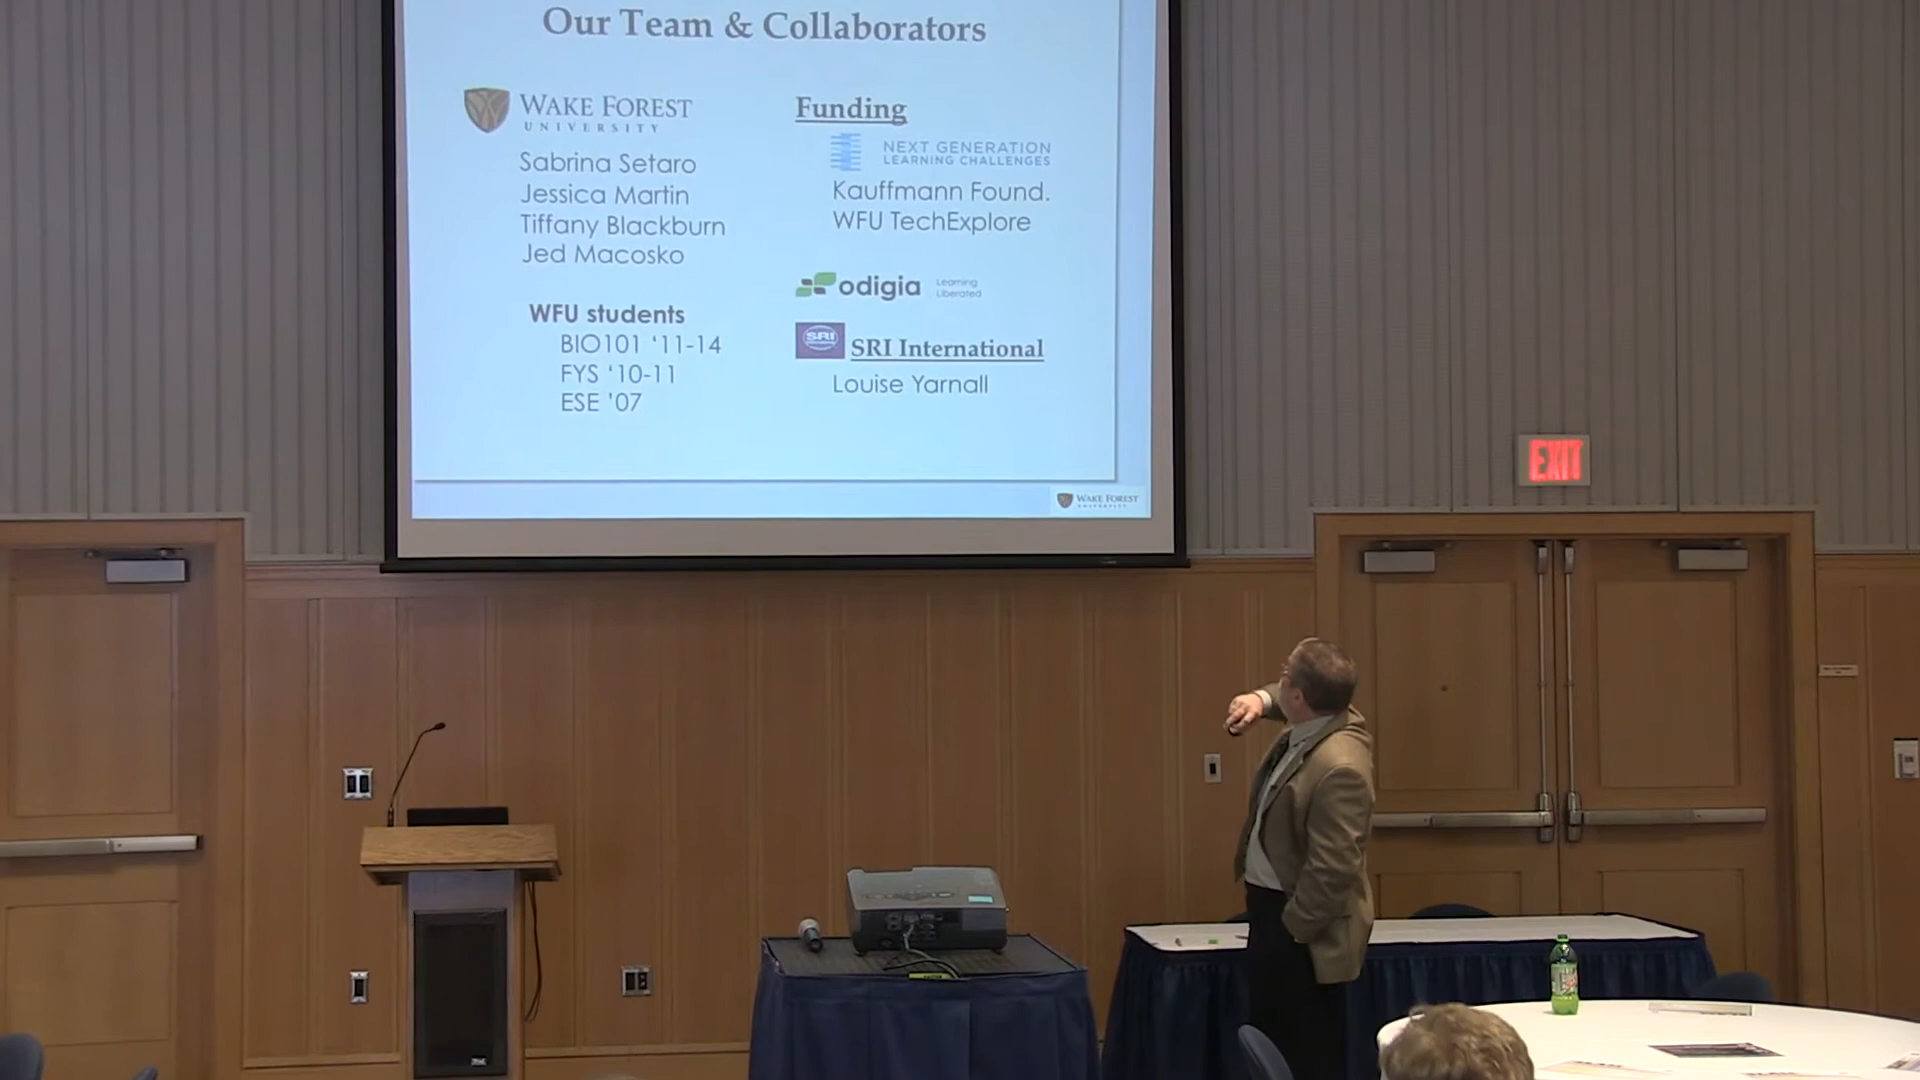 Our Team & Collaborators
WAKE FOREST
UNIVERSITY
Sabrina Setaro
Jessica Martin
Tiffany Blackburn
Jed Macosko
WFU students
BIO101 ‘11-14
FYS ‘10-11
ESE ’07
Funding
NEXT GENERATION
LEARNING CHALLENGES
Kauffmann Found.
WFU TechExplore
odigia
Learning
Liberated
SRI
SRI International
Louise Yarnall
WAKE FOREST
UNIVERSITY
EXIT